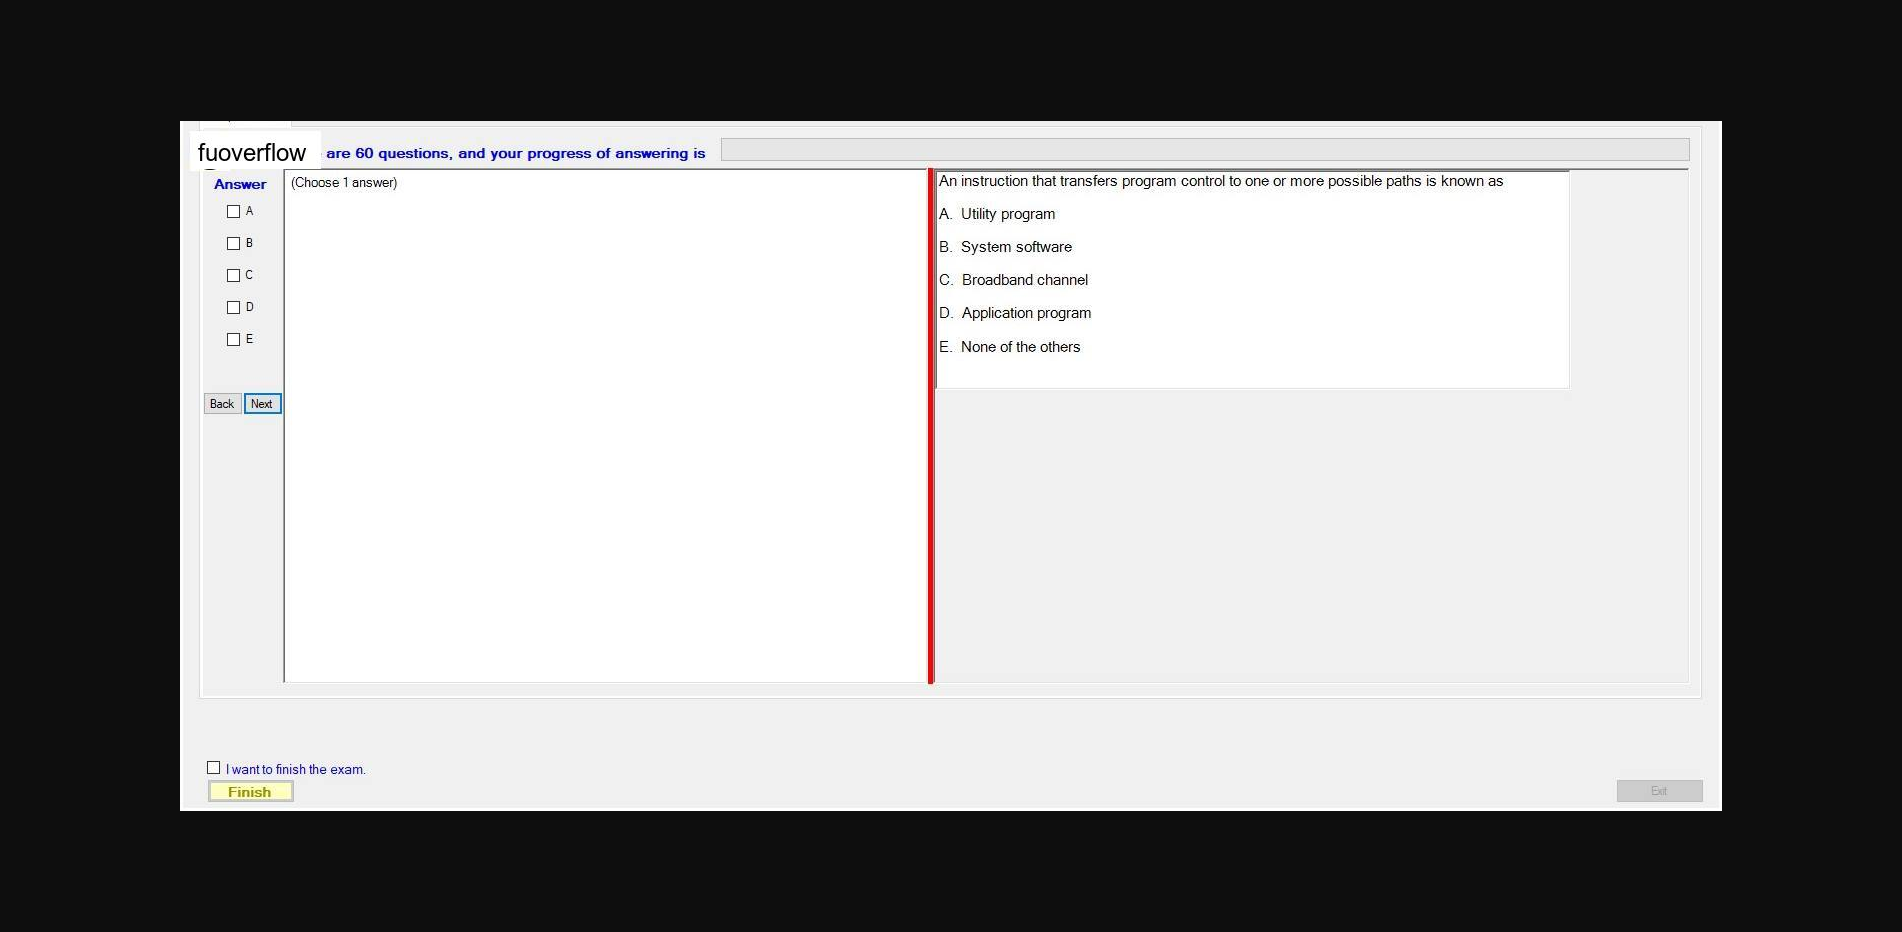 fuoverflow are 60 questions, and your progress of answering is
Answer
(Choose 1 answer)
A
B
C
D
E
Back Next
An instruction that transfers program control to one or more possible paths is known as
A. Utility program
B. System software
C. Broadband channel
D. Application program
E. None of the others
I want to finish the exam.
Finish
Exit